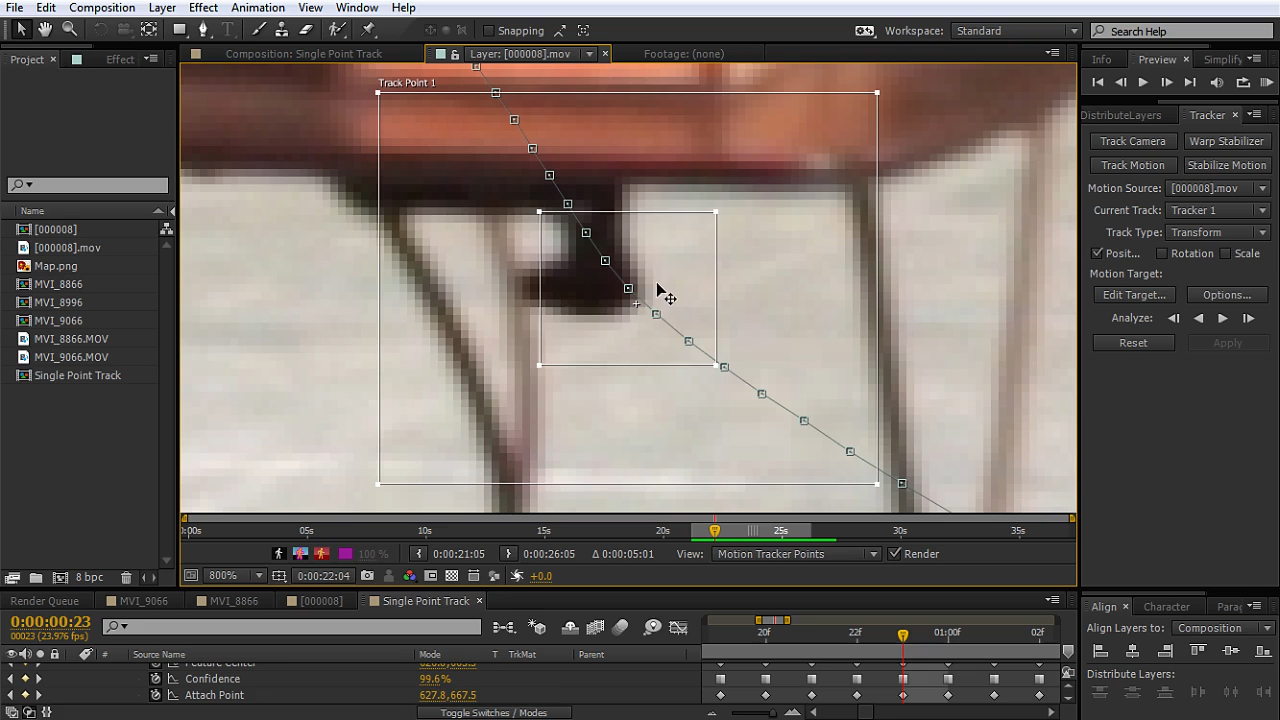 File Edit Composition Layer Effect Animation View Window Help
Snapping Workspace: Standard Search Help
Project Effect Composition: Single Point Track Layer: [000008].mov Footage: (none) Info Preview Simplify
Track Point 1
DistributeLayers Tracker
Track Camera Warp Stabilizer
Track Motion Stabilize Motion
Motion Source: [000008].mov
Current Track: Tracker 1
Track Type: Transform
Posit... Rotation Scale
Motion Target:
Edit Target... Options...
Analyze:
Reset Apply
Name
[000008]
[000008].mov
Map.png
MVI_8866
MVI_8996
MVI_9066
MVI_8866.MOV
MVI_9066.MOV
Single Point Track
:00s 05s 10s 15s 20s 25s 30s 35s
100 % 0:00:21:05 0:00:26:05 Δ 0:00:05:01 View: Motion Tracker Points Render
8 bpc 800% 0:00:22:04 +0.0
Render Queue MVI_9066 MVI_8866 [000008] Single Point Track
0:00:00:23
00023 (23.976 fps)
20f 22f 01:00f 02f
Source Name Mode T TrkMat Parent
Feature Center
Confidence 99.6%
Attach Point 627.8,667.5
Toggle Switches / Modes
Align Character Parag
Align Layers to: Composition
Distribute Layers: